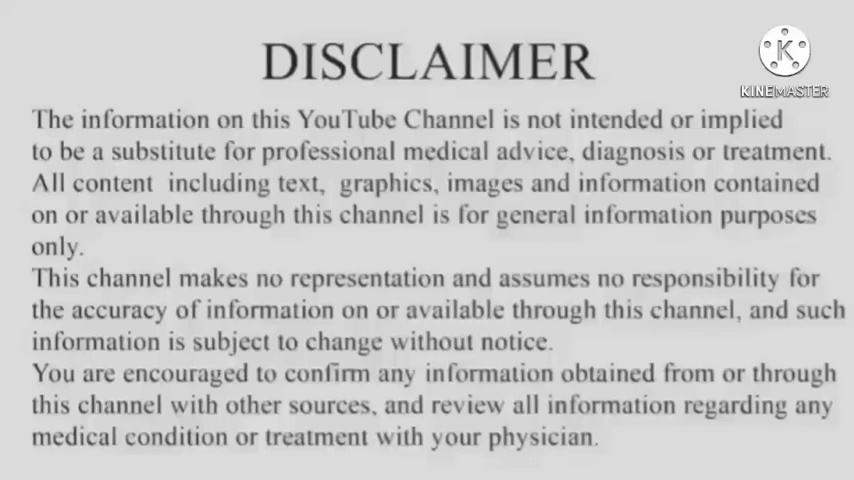 DISCLAIMER
K
KINEMASTER
The information on this YouTube Channel is not intended or implied
to be a substitute for professional medical advice, diagnosis or treatment.
All content including text, graphics, images and information contained
on or available through this channel is for general information purposes
only.
This channel makes no representation and assumes no responsibility for
the accuracy of information on or available through this channel, and such
information is subject to change without notice.
You are encouraged to confirm any information obtained from or through
this channel with other sources, and review all information regarding any
medical condition or treatment with your physician.